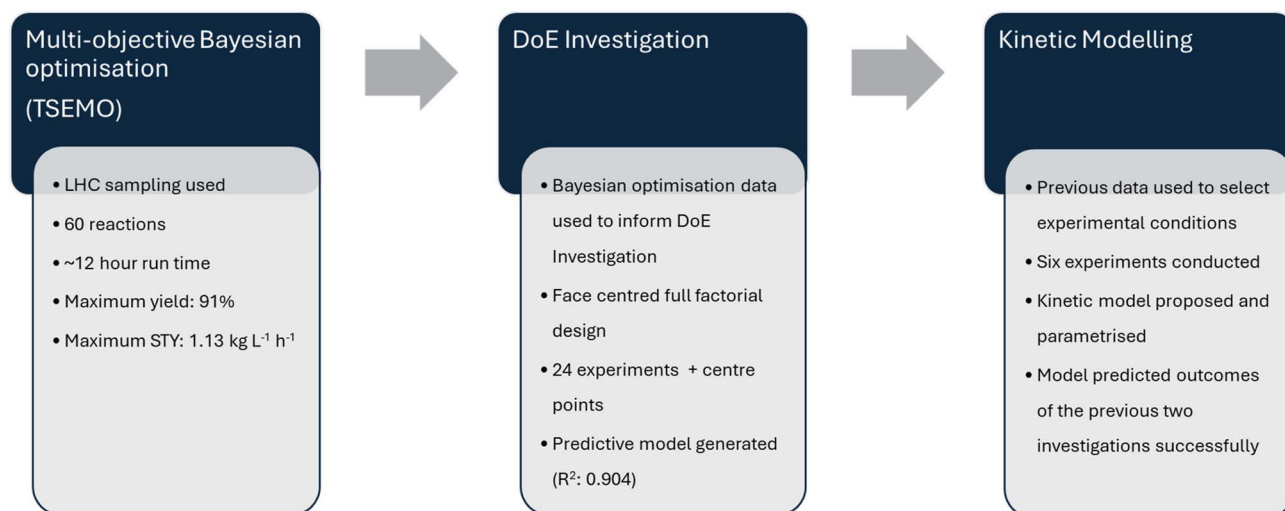 Multi-objective Bayesian
optimisation
(TSEMO)
• LHC sampling used
• 60 reactions
• ~12 hour run time
• Maximum yield: 91%
• Maximum STY: 1.13 kg L⁻¹ h⁻¹
DoE Investigation
• Bayesian optimisation data
used to inform DoE
Investigation
• Face centred full factorial
design
• 24 experiments + centre
points
• Predictive model generated
(R²: 0.904)
Kinetic Modelling
• Previous data used to select
experimental conditions
• Six experiments conducted
• Kinetic model proposed and
parametrised
• Model predicted outcomes
of the previous two
investigations successfully